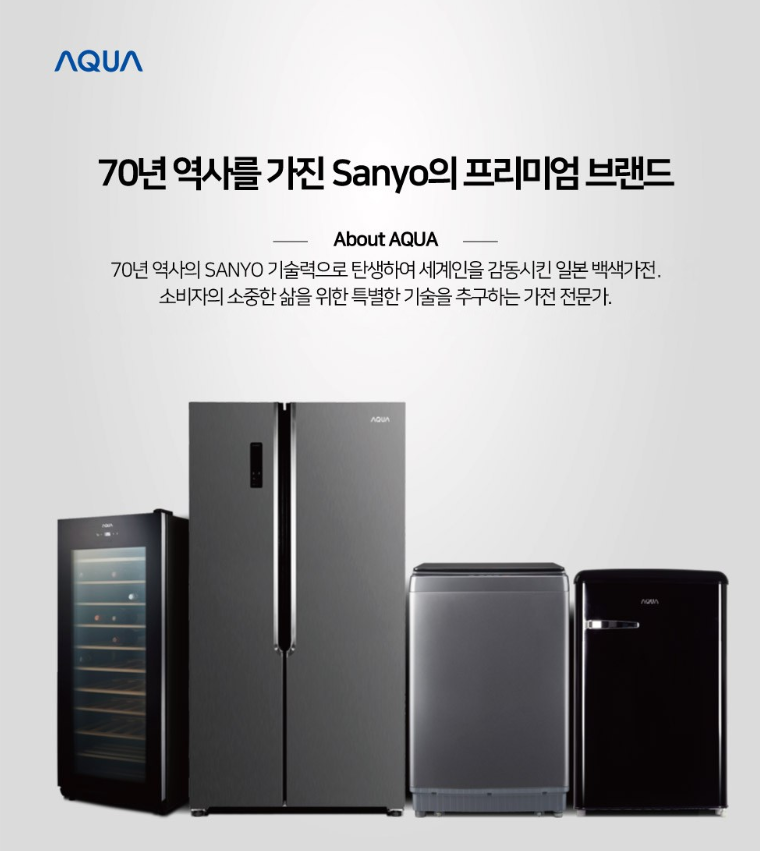 AQUA
70년 역사를 가진 Sanyo의 프리미엄 브랜드
About AQUA
70년 역사의 SANYO 기술력으로 탄생하여 세계인을 감동시킨 일본 백색가전.
소비자의 소중한 삶을 위한 특별한 기술을 추구하는 가전 전문가.
AQUA
AQUA
AQUA